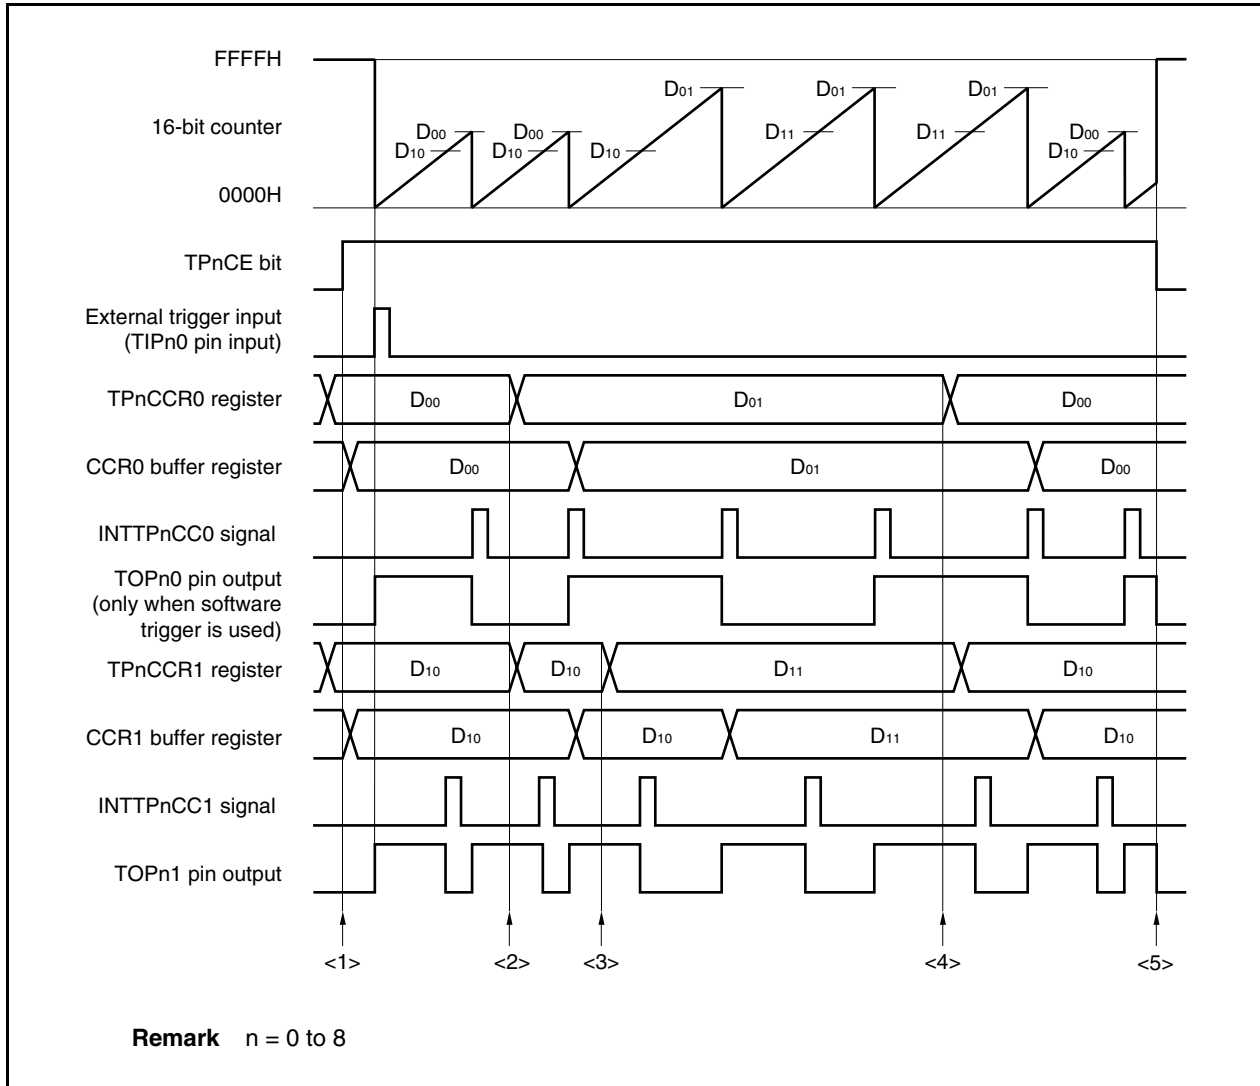 FFFFH
D01 D01 D01
16-bit counter
D00 D00 D11 D11 D00
D10 D10 D10 D10
0000H
TPnCE bit
External trigger input
(TIPn0 pin input)
TPnCCR0 register D00 D01 D00
CCR0 buffer register D00 D01 D00
INTTPnCC0 signal
TOPn0 pin output
(only when software
trigger is used)
TPnCCR1 register D10 D10 D11 D10
CCR1 buffer register D10 D10 D11 D10
INTTPnCC1 signal
TOPn1 pin output
<1> <2> <3> <4> <5>
Remark n = 0 to 8